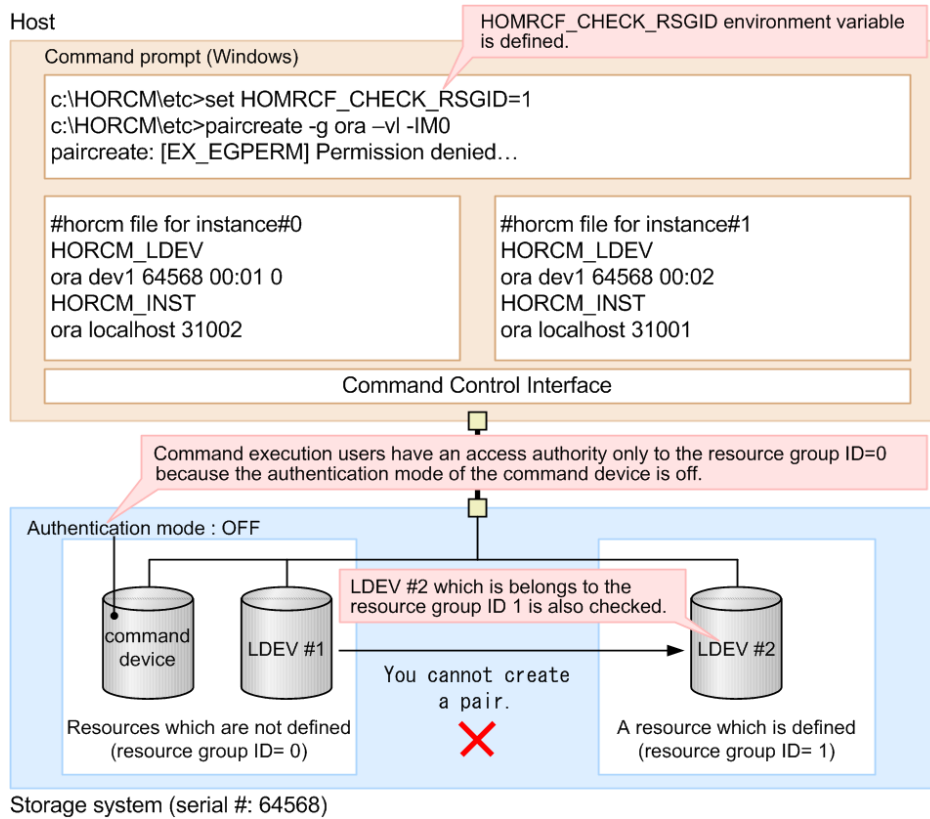 Host
HOMRCF_CHECK_RSGID environment variable
is defined.
Command prompt (Windows)
c:\HORCM\etc>set HOMRCF_CHECK_RSGID=1
c:\HORCM\etc>paircreate -g ora –vl -IM0
paircreate: [EX_EGPERM] Permission denied…
#horcm file for instance#0
HORCM_LDEV
ora dev1 64568 00:01 0
HORCM_INST
ora localhost 31002
#horcm file for instance#1
HORCM_LDEV
ora dev1 64568 00:02
HORCM_INST
ora localhost 31001
Command Control Interface
Command execution users have an access authority only to the resource group ID=0
because the authentication mode of the command device is off.
Authentication mode : OFF
LDEV #2 which is belongs to the
resource group ID 1 is also checked.
command
device
LDEV #1
LDEV #2
You cannot create
a pair.
Resources which are not defined
(resource group ID= 0)
A resource which is defined
(resource group ID= 1)
Storage system (serial #: 64568)